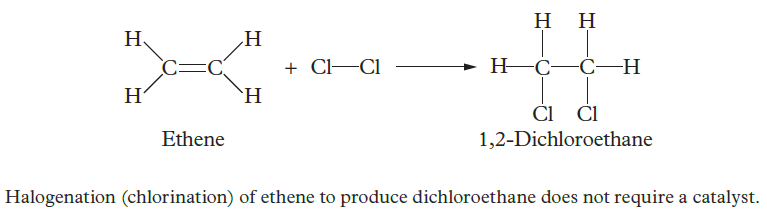 H H H H
C=C + Cl—Cl H—C—C—H
H H Cl Cl
Ethene 1,2-Dichloroethane
Halogenation (chlorination) of ethene to produce dichloroethane does not require a catalyst.